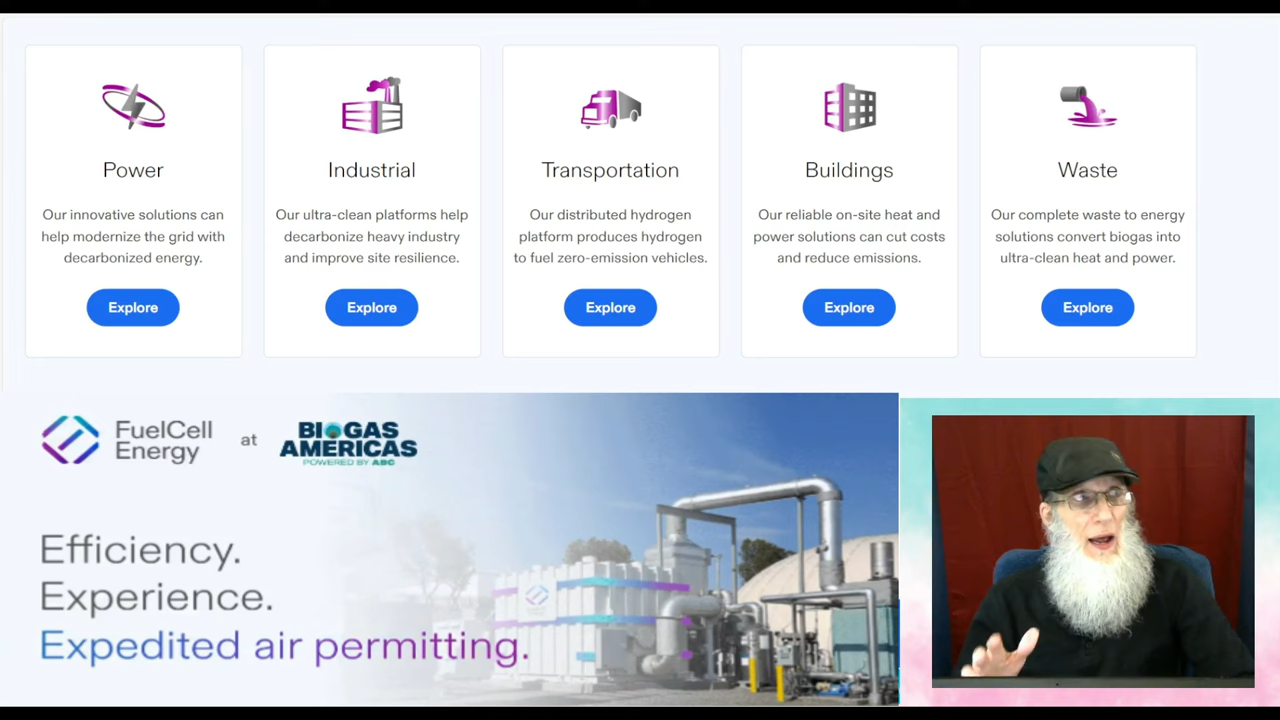 Power
Our innovative solutions can
help modernize the grid with
decarbonized energy.
Explore
Industrial
Our ultra-clean platforms help
decarbonize heavy industry
and improve site resilience.
Explore
Transportation
Our distributed hydrogen
platform produces hydrogen
to fuel zero-emission vehicles.
Explore
Buildings
Our reliable on-site heat and
power solutions can cut costs
and reduce emissions.
Explore
Waste
Our complete waste to energy
solutions convert biogas into
ultra-clean heat and power.
Explore
FuelCell
Energy
at
BIOGAS
AMERICAS
POWERED BY ABC
Efficiency.
Experience.
Expedited air permitting.